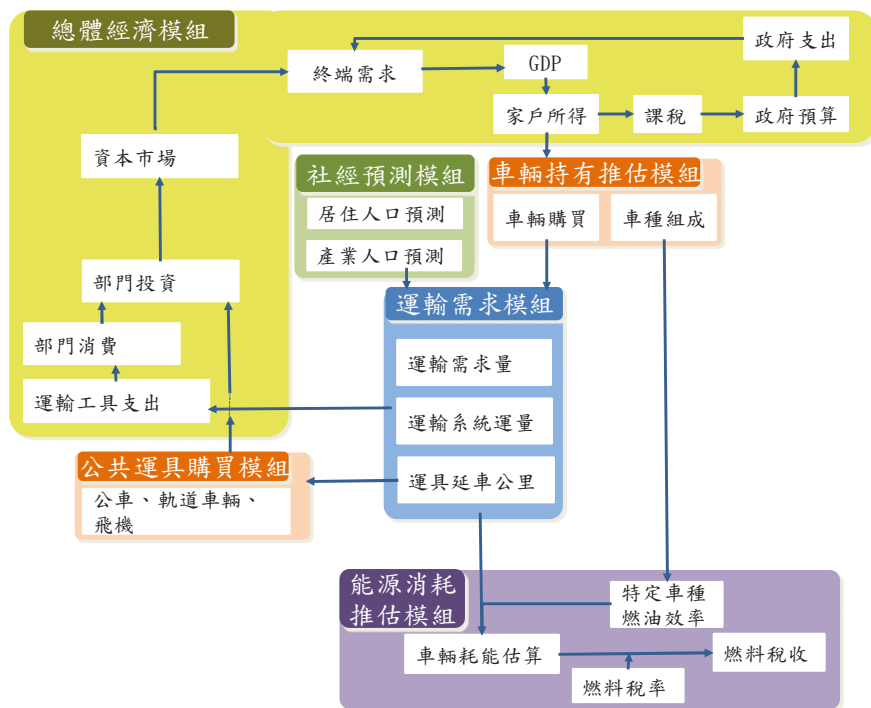 總體經濟模組
政府支出
終端需求
GDP
家戶所得
課稅
政府預算
資本市場
社經預測模組
車輛持有推估模組
居住人口預測
車輛購買
車種組成
產業人口預測
部門投資
運輸需求模組
部門消費
運輸需求量
運輸工具支出
運輸系統運量
公共運具購買模組
運具延車公里
公車、軌道車輛、
飛機
能源消耗
推估模組
特定車種
燃油效率
車輛耗能估算
燃料稅收
燃料稅率